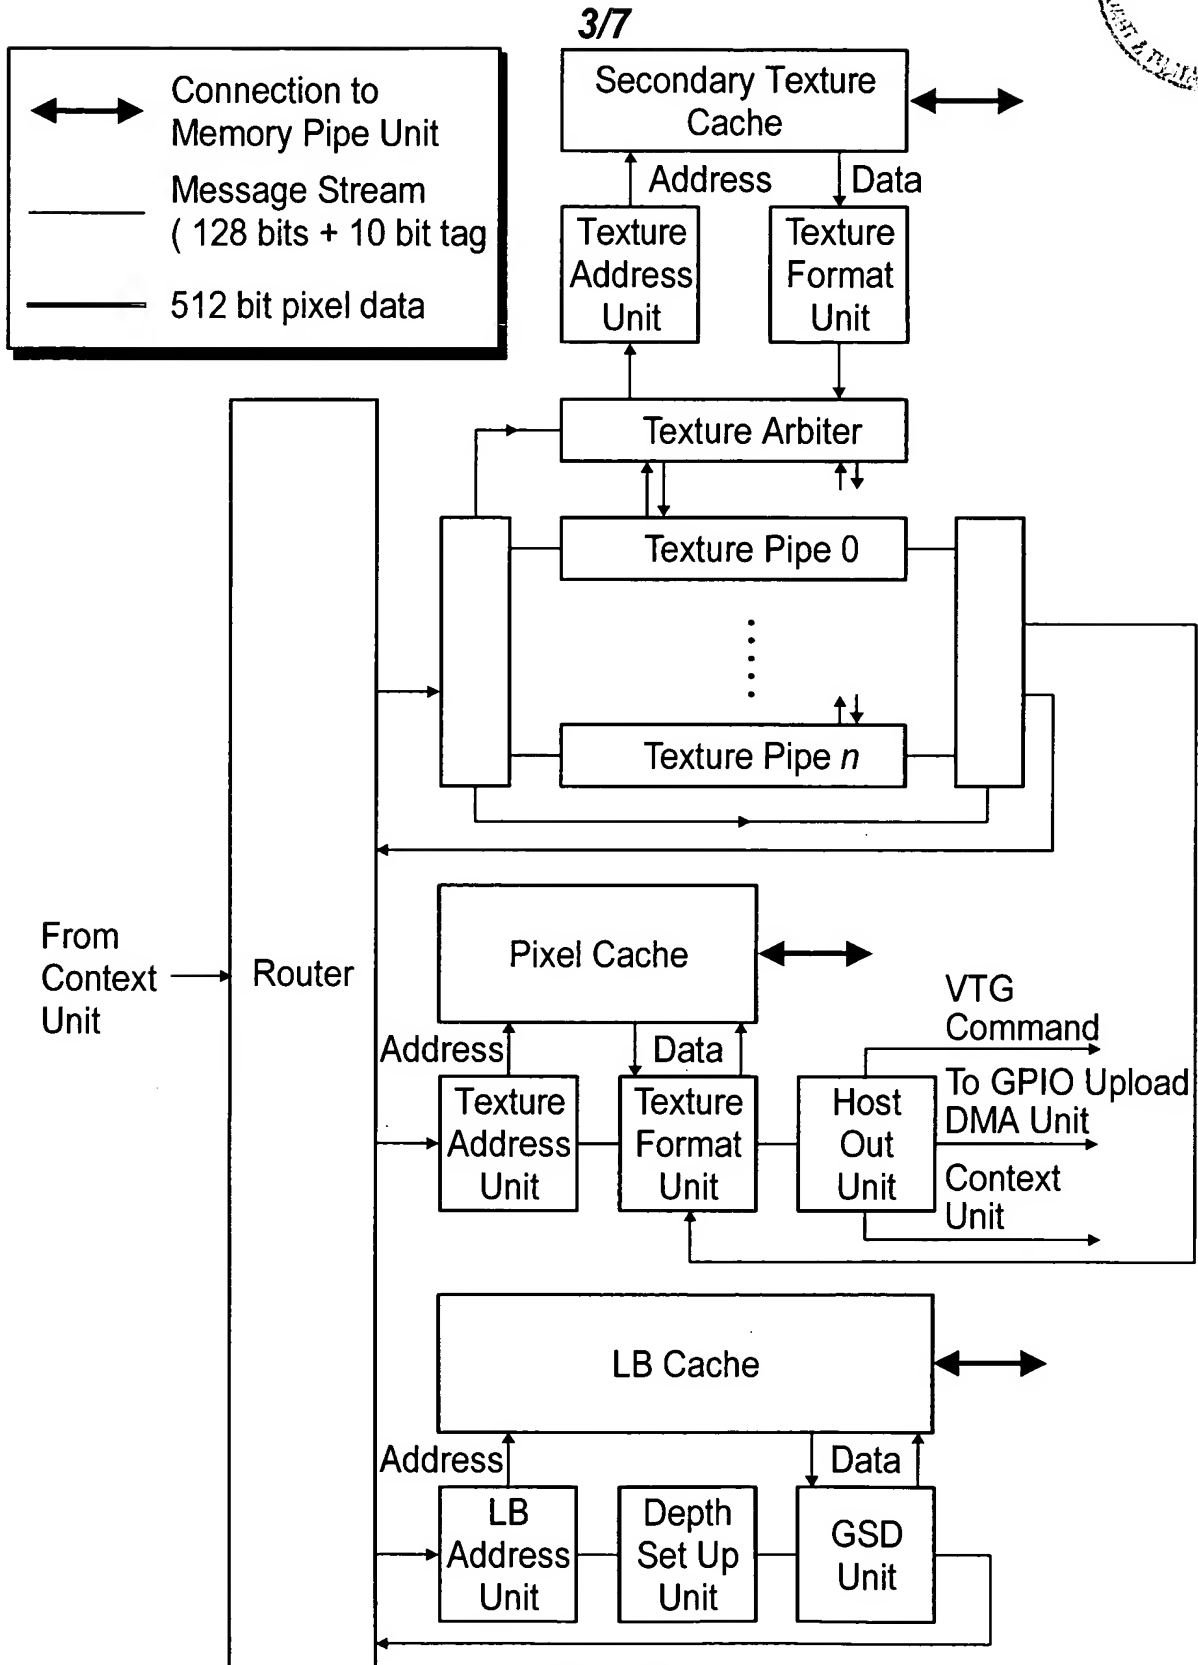 3/7
Connection to
Memory Pipe Unit
Message Stream
( 128 bits + 10 bit tag
512 bit pixel data
Secondary Texture
Cache
Address
Data
Texture
Address
Unit
Texture
Format
Unit
Texture Arbiter
Texture Pipe 0
Texture Pipe n
From
Context
Unit
Router
Pixel Cache
Address
Data
Texture
Address
Unit
Texture
Format
Unit
Host
Out
Unit
VTG
Command
To GPIO Upload
DMA Unit
Context
Unit
LB Cache
Address
Data
LB
Address
Unit
Depth
Set Up
Unit
GSD
Unit